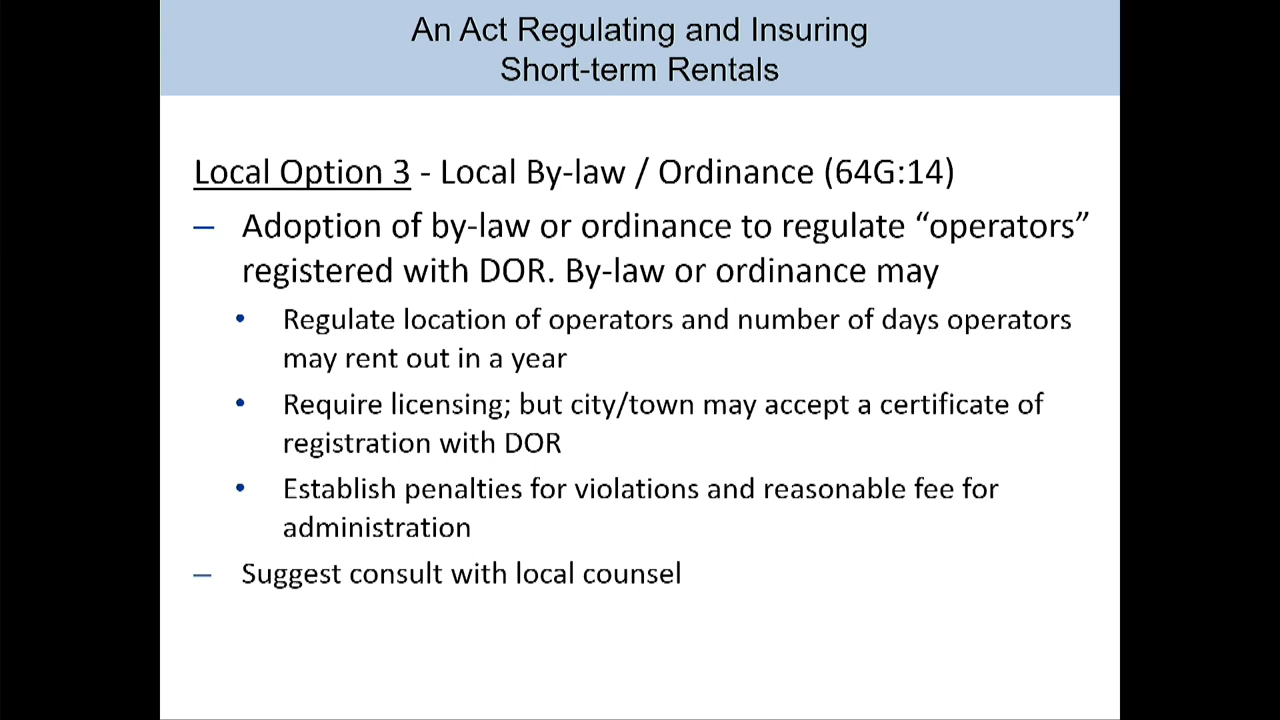 An Act Regulating and Insuring
Short-term Rentals
Local Option 3 - Local By-law / Ordinance (64G:14)
– Adoption of by-law or ordinance to regulate “operators”
registered with DOR. By-law or ordinance may
• Regulate location of operators and number of days operators
may rent out in a year
• Require licensing; but city/town may accept a certificate of
registration with DOR
• Establish penalties for violations and reasonable fee for
administration
– Suggest consult with local counsel